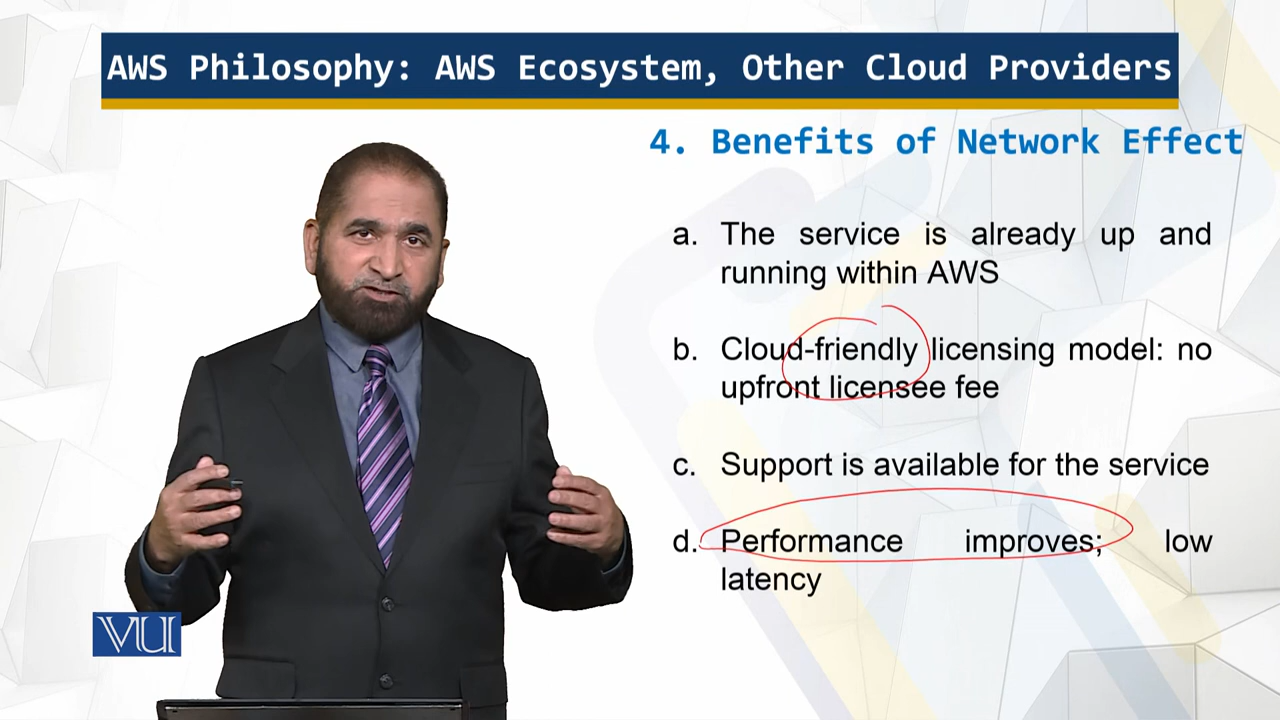 AWS Philosophy: AWS Ecosystem, Other Cloud Providers
4. Benefits of Network Effect
a. The service is already up and
running within AWS
b. Cloud-friendly licensing model: no
upfront licensee fee
c. Support is available for the service
d. Performance improves; low
latency
VU